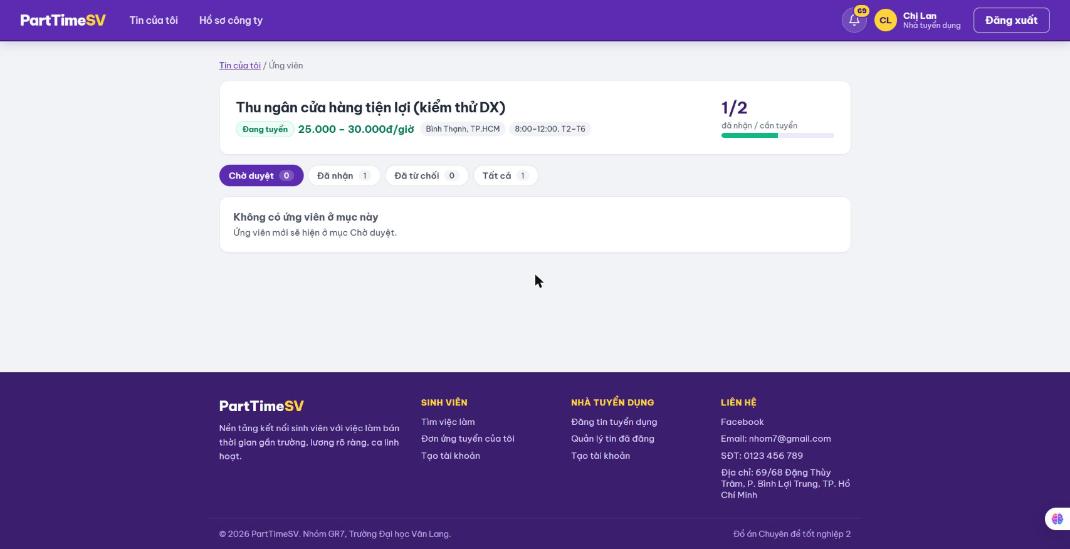 PartTimeSV
Tin của tôi
Hồ sơ công ty
69
CL
Chị Lan
Nhà tuyển dụng
Đăng xuất
Tin của tôi / Ứng viên
Thu ngân cửa hàng tiện lợi (kiểm thử DX)
Đang tuyển 25.000 – 30.000đ/giờ Bình Thạnh, TP.HCM 8:00–12:00, T2–T6
1/2
đã nhận / cần tuyển
Chờ duyệt 0
Đã nhận 1
Đã từ chối 0
Tất cả 1
Không có ứng viên ở mục này
Ứng viên mới sẽ hiện ở mục Chờ duyệt.
PartTimeSV
Nền tảng kết nối sinh viên với việc làm bán
thời gian gần trường, lương rõ ràng, ca linh
hoạt.
SINH VIÊN
Tìm việc làm
Đơn ứng tuyển của tôi
Tạo tài khoản
NHÀ TUYỂN DỤNG
Đăng tin tuyển dụng
Quản lý tin đã đăng
Tạo tài khoản
LIÊN HỆ
Facebook
Email: nhom7@gmail.com
SĐT: 0123 456 789
Địa chỉ: 69/68 Đặng Thùy
Trâm, P. Bình Lợi Trung, TP. Hồ
Chí Minh
© 2026 PartTimeSV. Nhóm GR7, Trường Đại học Văn Lang.
Đồ án Chuyên đề tốt nghiệp 2